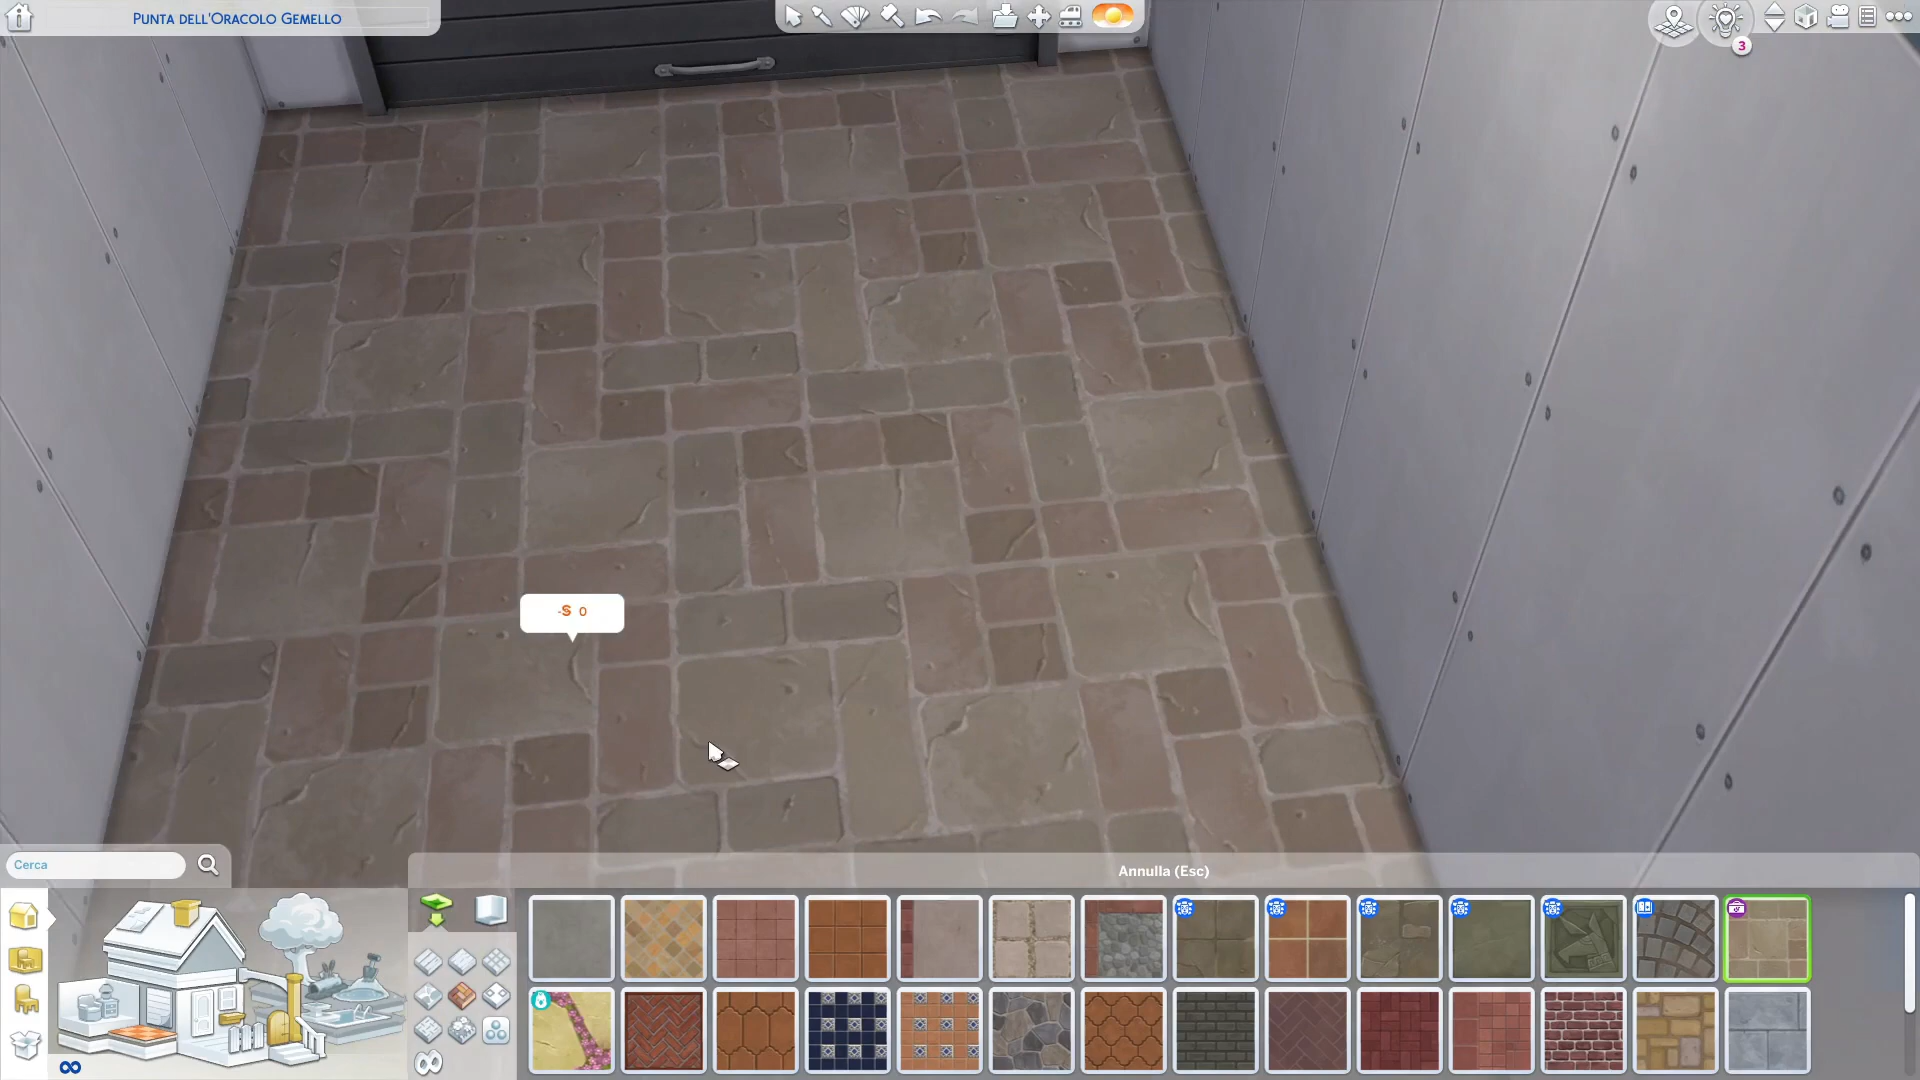 Punta dell'Oracolo Gemello
3
-§ 0
Cerca
Annulla (Esc)